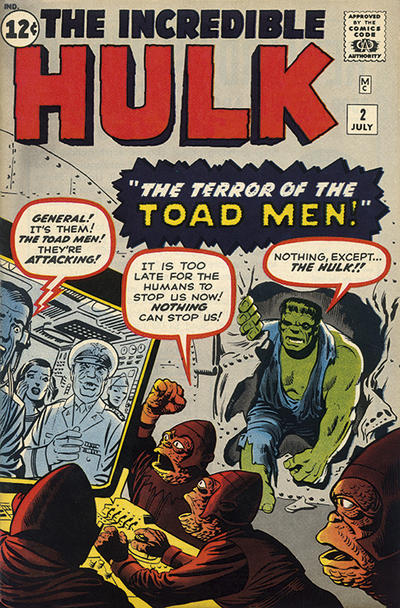 IND.
12¢
THE INCREDIBLE
HULK
APPROVED
BY THE
COMICS
CODE
CA
AUTHORITY
M
C
2
JULY
"THE TERROR OF THE
TOAD MEN!"
GENERAL!
IT'S THEM!
THE TOAD MEN!
THEY'RE
ATTACKING!
IT IS TOO
LATE FOR THE
HUMANS TO
STOP US NOW!
NOTHING
CAN STOP US!
NOTHING, EXCEPT...
THE HULK!!